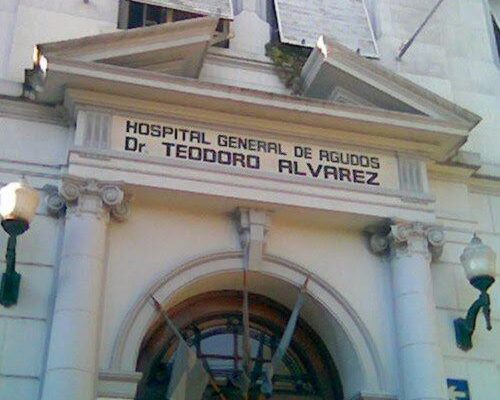 HOSPITAL GENERAL DE AGUDOS
Dr. TEODORO ALVAREZ